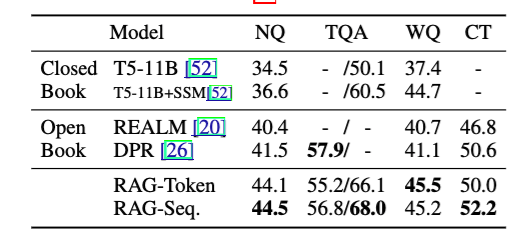 Model NQ TQA WQ CT
Closed T5-11B [52] 34.5 - /50.1 37.4 -
Book T5-11B+SSM[52] 36.6 - /60.5 44.7 -
Open REALM [20] 40.4 - / - 40.7 46.8
Book DPR [26] 41.5 57.9/ - 41.1 50.6
RAG-Token 44.1 55.2/66.1 45.5 50.0
RAG-Seq. 44.5 56.8/68.0 45.2 52.2